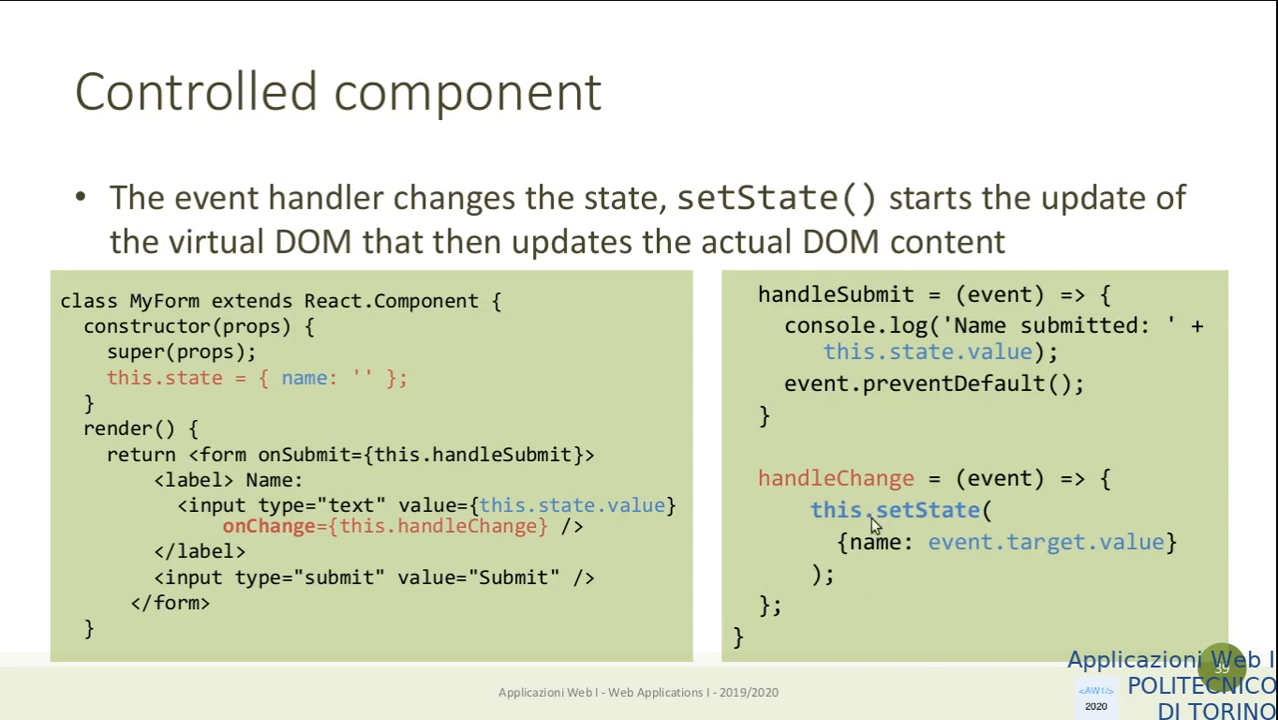 Controlled component
• The event handler changes the state, setState() starts the update of
the virtual DOM that then updates the actual DOM content
class MyForm extends React.Component {
constructor(props) {
super(props);
this.state = { name: '' };
}
render() {
return <form onSubmit={this.handleSubmit}>
<label> Name:
<input type="text" value={this.state.value}
onChange={this.handleChange} />
</label>
<input type="submit" value="Submit" />
</form>
}
handleSubmit = (event) => {
console.log('Name submitted: ' +
this.state.value);
event.preventDefault();
}
handleChange = (event) => {
this.setState(
{name: event.target.value}
);
};
}
Applicazioni Web I - Web Applications I - 2019/2020
39
Applicazioni Web I
POLITECNICO
DI TORINO
<AW1/>
2020